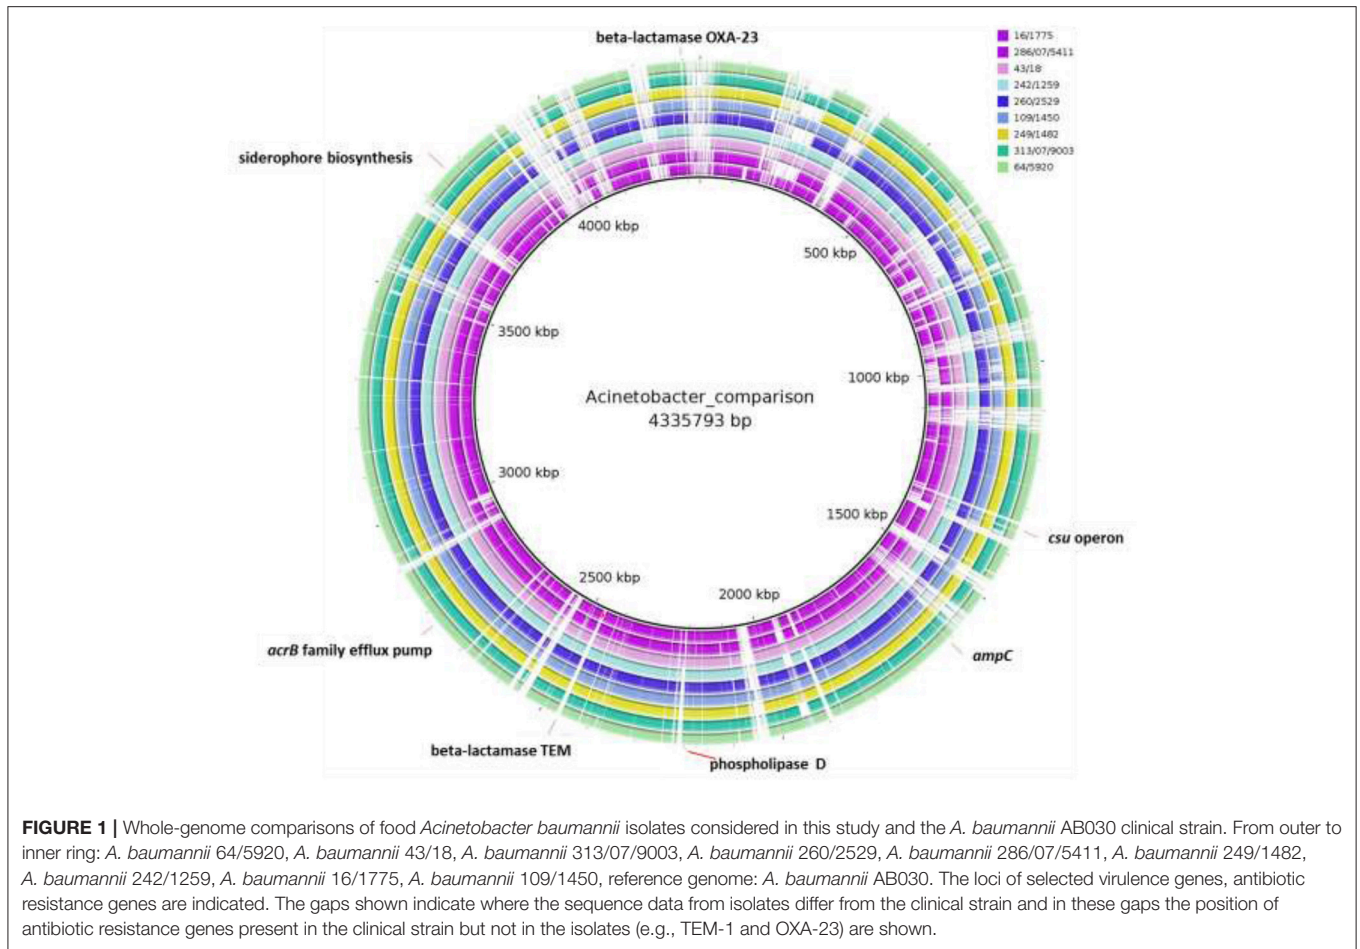 beta-lactamase OXA-23
16/1775
286/07/5411
43/18
242/1259
260/2529
109/1450
249/1482
313/07/9003
64/5920
siderophore biosynthesis
4000 kbp
500 kbp
3500 kbp
1000 kbp
Acinetobacter_comparison
4335793 bp
3000 kbp
1500 kbp
csu operon
2500 kbp
2000 kbp
acrB family efflux pump
ampC
beta-lactamase TEM
phospholipase D
FIGURE 1 | Whole-genome comparisons of food Acinetobacter baumannii isolates considered in this study and the A. baumannii AB030 clinical strain. From outer to
inner ring: A. baumannii 64/5920, A. baumannii 43/18, A. baumannii 313/07/9003, A. baumannii 260/2529, A. baumannii 286/07/5411, A. baumannii 249/1482,
A. baumannii 242/1259, A. baumannii 16/1775, A. baumannii 109/1450, reference genome: A. baumannii AB030. The loci of selected virulence genes, antibiotic
resistance genes are indicated. The gaps shown indicate where the sequence data from isolates differ from the clinical strain and in these gaps the position of
antibiotic resistance genes present in the clinical strain but not in the isolates (e.g., TEM-1 and OXA-23) are shown.